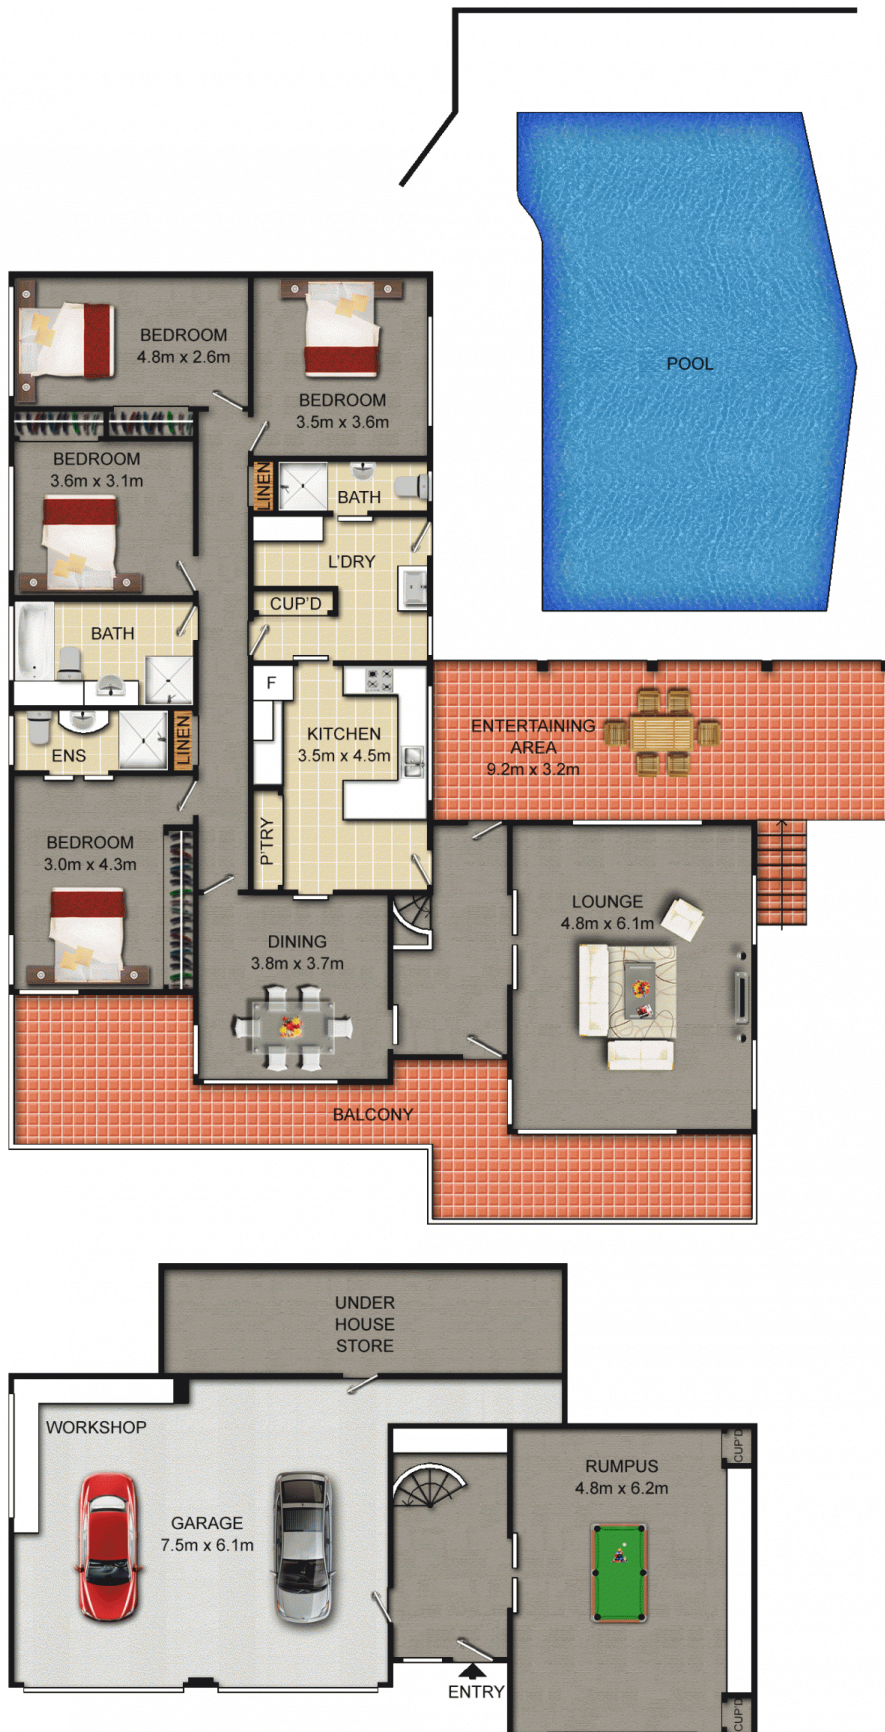 POOL
BEDROOM
4.8m x 2.6m
BEDROOM
3.5m x 3.6m
BEDROOM
3.6m x 3.1m
LINEN
BATH
L'DRY
CUP'D
BATH
F
KITCHEN
3.5m x 4.5m
ENTERTAINING
AREA
9.2m x 3.2m
ENS
LINEN
P'TRY
BEDROOM
3.0m x 4.3m
LOUNGE
4.8m x 6.1m
DINING
3.8m x 3.7m
BALCONY
UNDER
HOUSE
STORE
WORKSHOP
CUP'D
RUMPUS
4.8m x 6.2m
GARAGE
7.5m x 6.1m
ENTRY
CUP'D